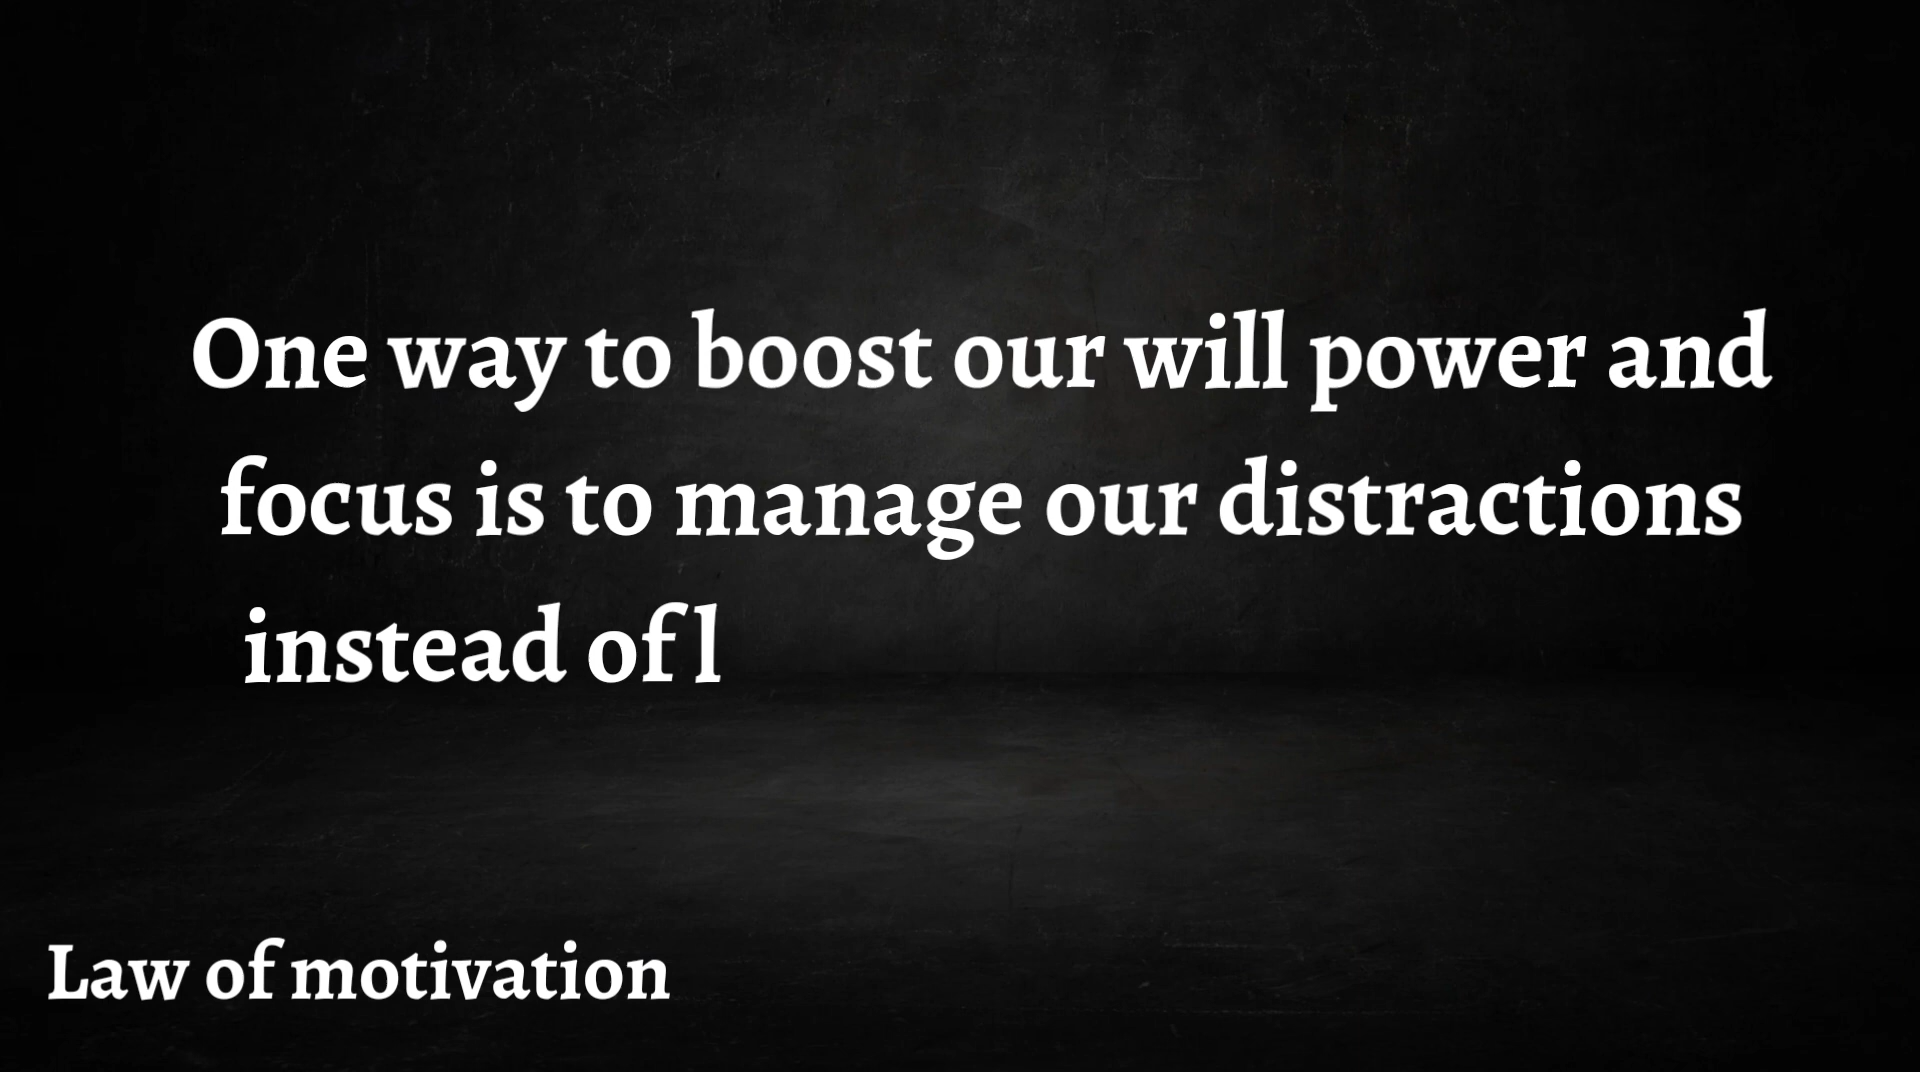 One way to boost our will power and
focus is to manage our distractions
instead of l
Law of motivation